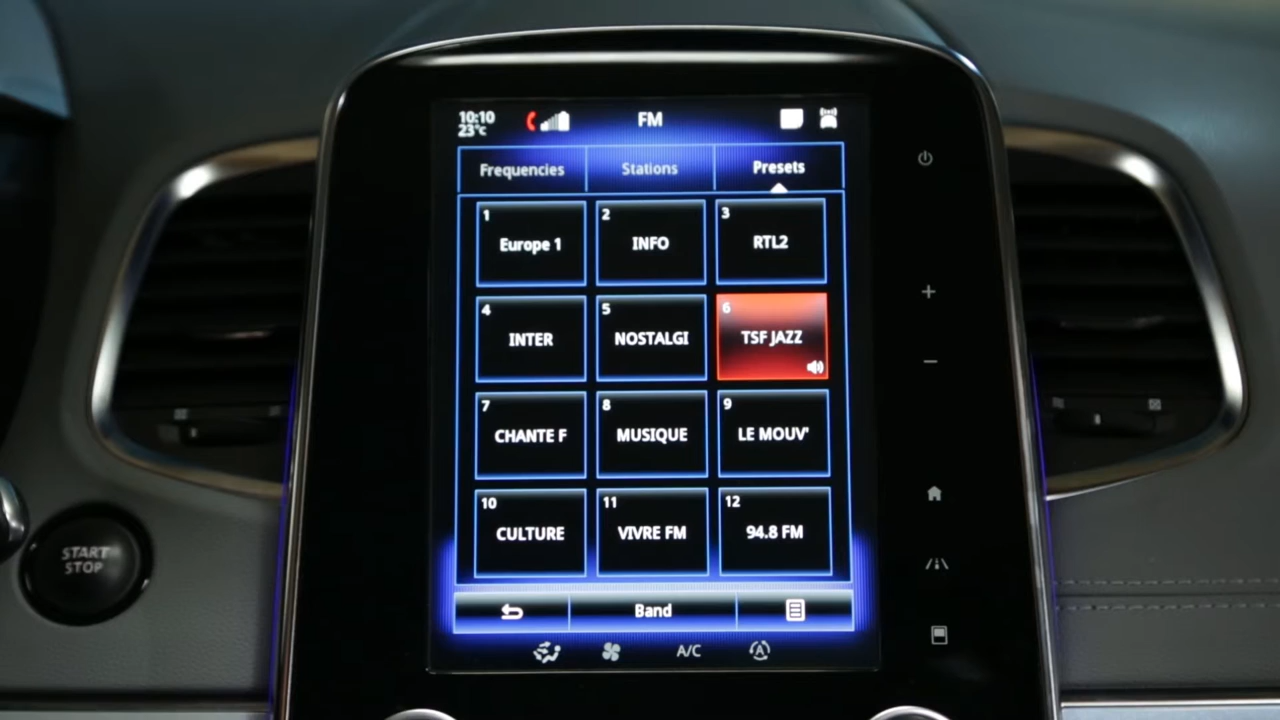 10:10
23°c
FM
Frequencies
Stations
Presets
1
Europe 1
2
INFO
3
RTL2
4
INTER
5
NOSTALGI
6
TSF JAZZ
7
CHANTE F
8
MUSIQUE
9
LE MOUV'
10
CULTURE
11
VIVRE FM
12
94.8 FM
Band
A/C
A
START
STOP